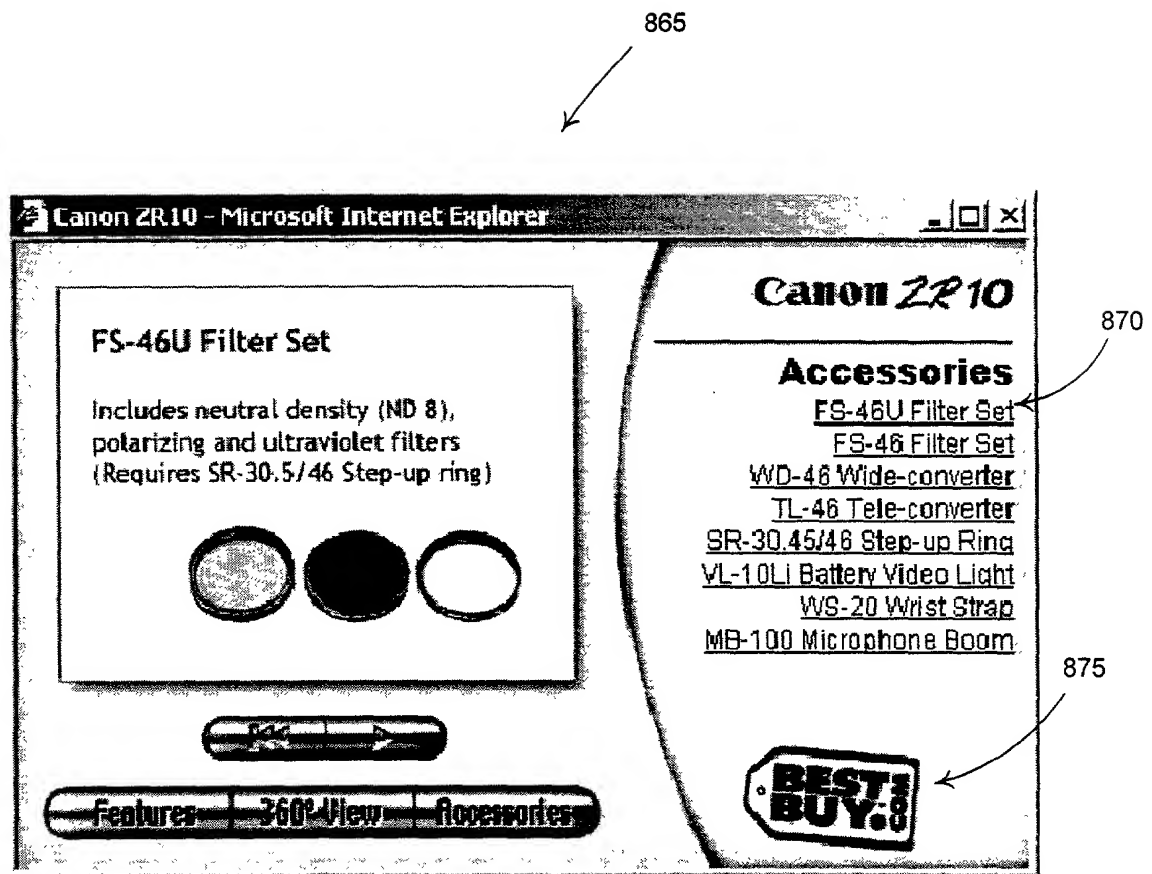 865
Canon ZR10 - Microsoft Internet Explorer
Canon ZR 10
870
FS-46U Filter Set
Includes neutral density (ND 8),
polarizing and ultraviolet filters
(Requires SR-30.5/46 Step-up ring)
Accessories
FS-46U Filter Set
FS-46 Filter Set
WD-46 Wide-converter
TL-46 Tele-converter
SR-30.45/46 Step-up Ring
VL-10Li Battery Video Light
WS-20 Wrist Strap
MB-100 Microphone Boom
875
Features 360° View Accessories
BEST
BUY.COM